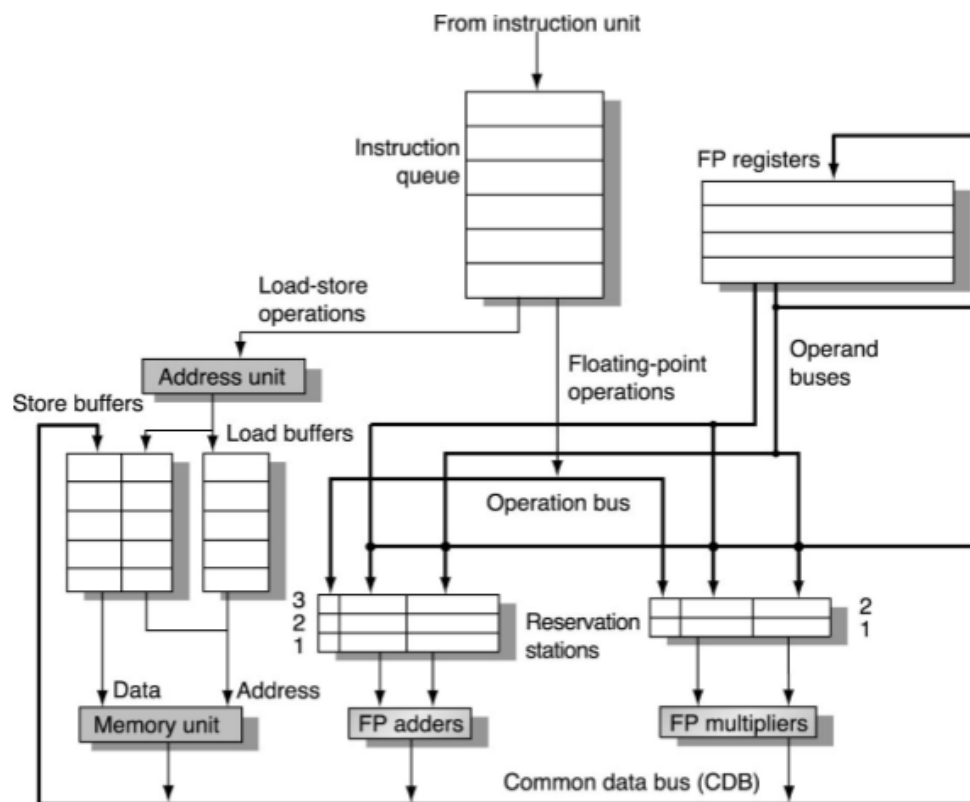 From instruction unit
Instruction
queue
FP registers
Load-store
operations
Address unit
Floating-point
operations
Operand
buses
Store buffers
Load buffers
Operation bus
3
2
1
Reservation
stations
2
1
Data
Address
Memory unit
FP adders
FP multipliers
Common data bus (CDB)